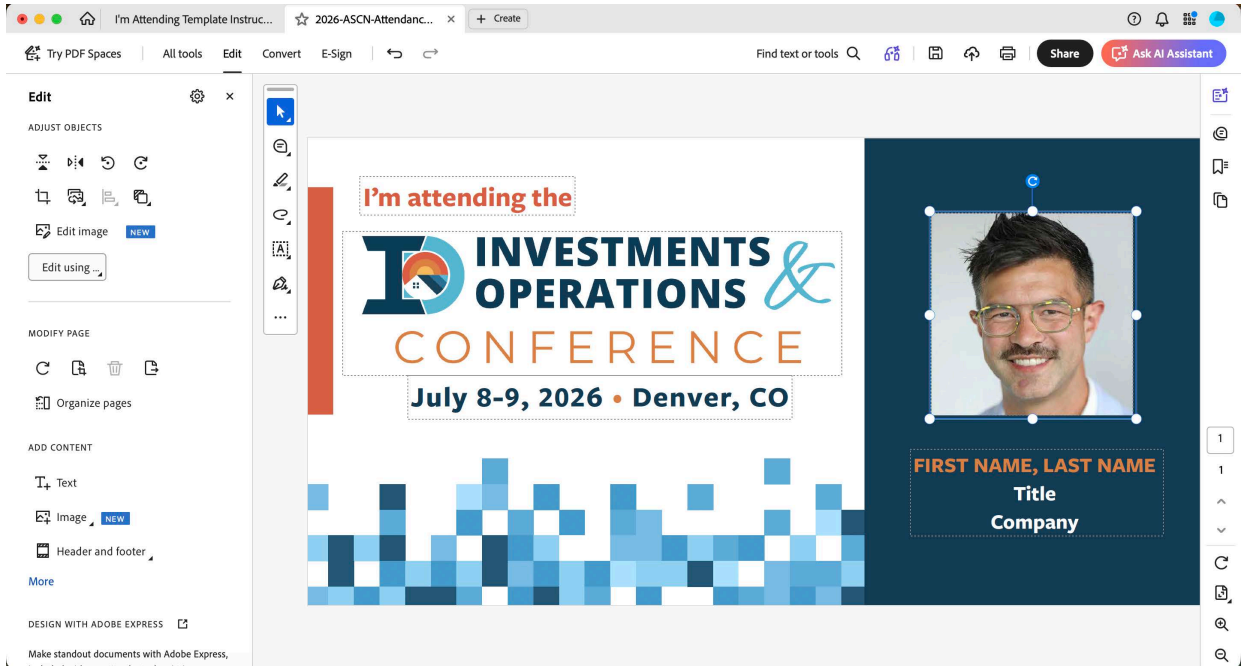 I'm Attending Template Instruc...
2026-ASCN-Attendanc...
Create
Try PDF Spaces
All tools
Edit
Convert
E-Sign
Find text or tools
Share
Ask AI Assistant
Edit
ADJUST OBJECTS
Edit image
NEW
Edit using ...
MODIFY PAGE
Organize pages
ADD CONTENT
Text
Image
NEW
Header and footer
More
DESIGN WITH ADOBE EXPRESS
Make standout documents with Adobe Express,
I'm attending the
INVESTMENTS &
OPERATIONS
CONFERENCE
July 8-9, 2026 • Denver, CO
FIRST NAME, LAST NAME
Title
Company
1
1